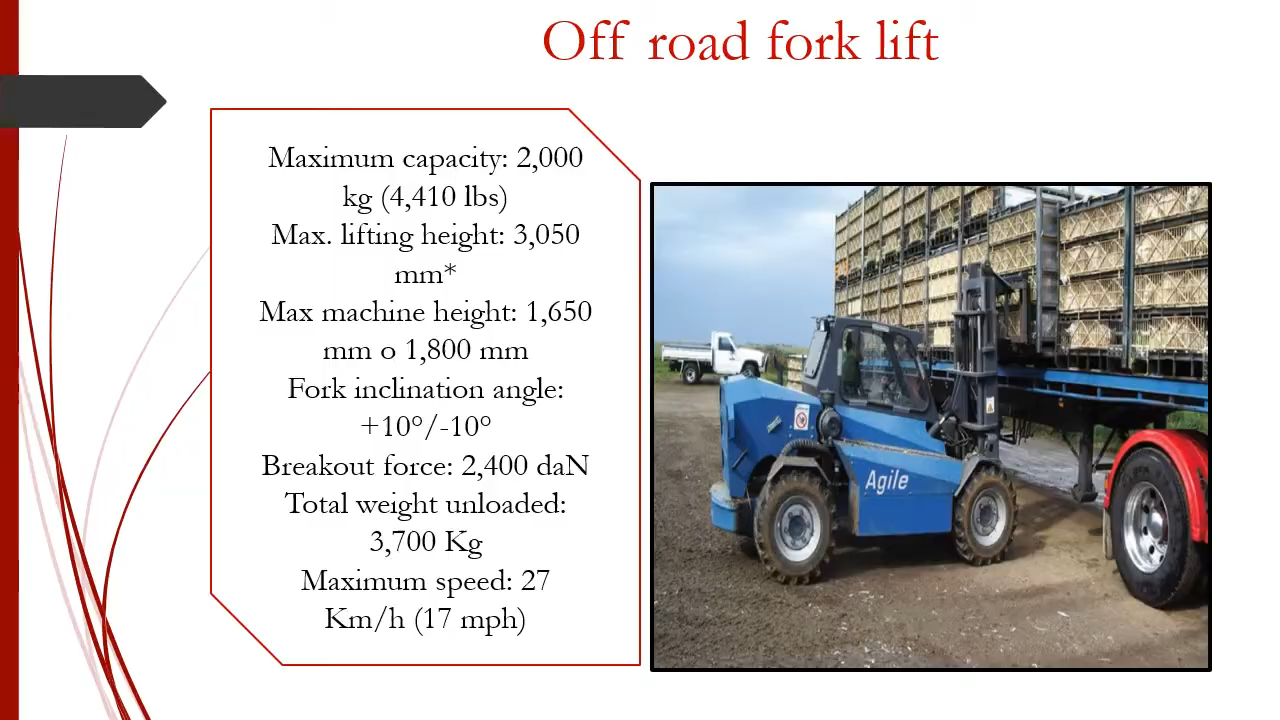 Off road fork lift
Maximum capacity: 2,000
kg (4,410 lbs)
Max. lifting height: 3,050
mm*
Max machine height: 1,650
mm o 1,800 mm
Fork inclination angle:
+10°/-10°
Breakout force: 2,400 daN
Total weight unloaded:
3,700 Kg
Maximum speed: 27
Km/h (17 mph)
Agile